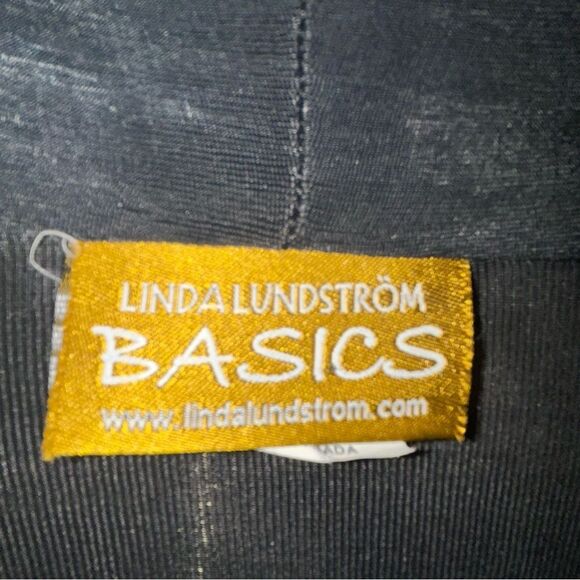 LINDA LUNDSTRÖM
BASICS
www.lindalundstrom.com